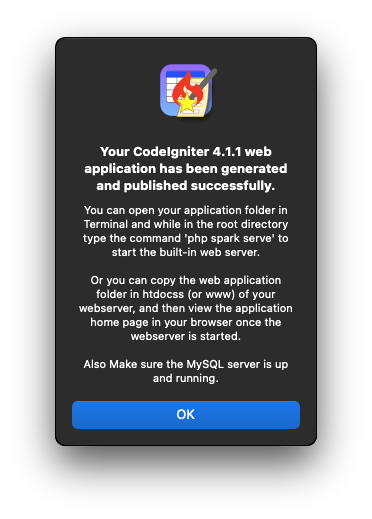 Your CodeIgniter 4.1.1 web
application has been generated
and published successfully.
You can open your application folder in
Terminal and while in the root directory
type the command 'php spark serve' to
start the built-in web server.
Or you can copy the web application
folder in htdocss (or www) of your
webserver, and then view the application
home page in your browser once the
webserver is started.
Also Make sure the MySQL server is up
and running.
OK